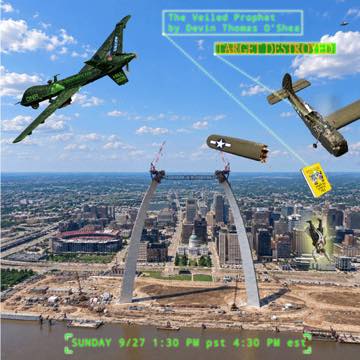 The Veiled Prophet
by Devin Thomas O'Shea
TARGET DESTROYED
SUNDAY 9/27 1:30 PM pst 4:30 PM est